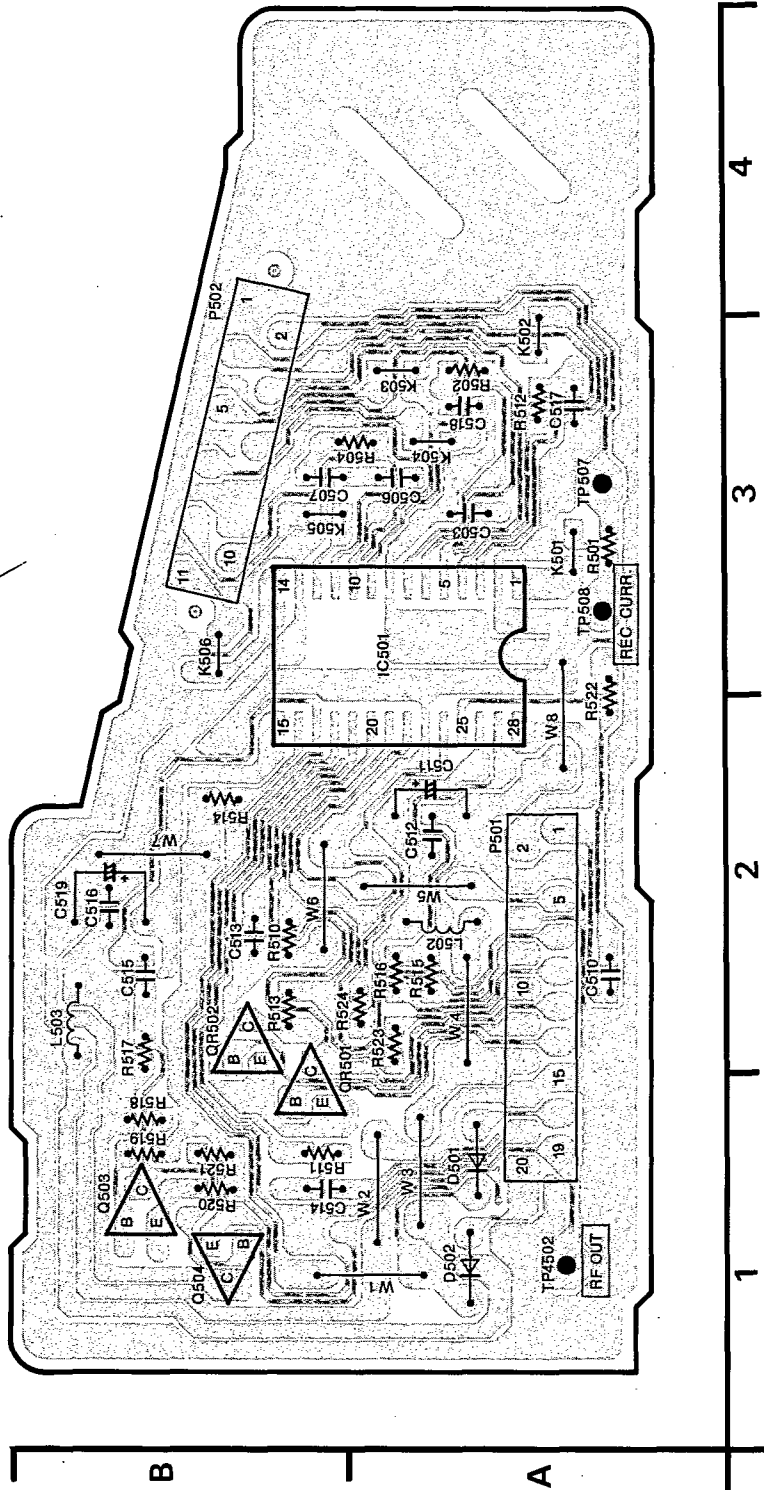 4
3
2
1
B
A
P502
1
2
5
10
11
K502
K503
R502
C518
R512
C517
R504
K504
C507
C506
K505
C503
TP507
K501
R501
TP508
REC CURR
K506
14
10
5
1
IC501
15
20
25
28
R522
W8
C511
C512
R514
P501
2
1
5
10
15
20
19
W7
C519
C516
W6
W5
C513
R510
L502
C515
R516
R515
C510
L503
R513
R524
W4
R517
QR502
B
C
E
R523
QR501
B
C
E
R518
R519
Q503
B
C
E
R521
R520
R511
C514
W2
W3
D501
Q504
E
C
B
W1
D502
TP4502
RF OUT